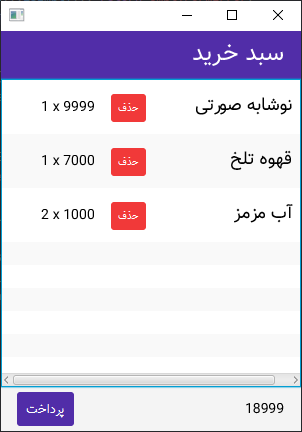 سبد خرید
نوشابه صورتی حذف 1 x 9999
قهوه تلخ حذف 1 x 7000
آب مزمز حذف 2 x 1000
18999 پرداخت